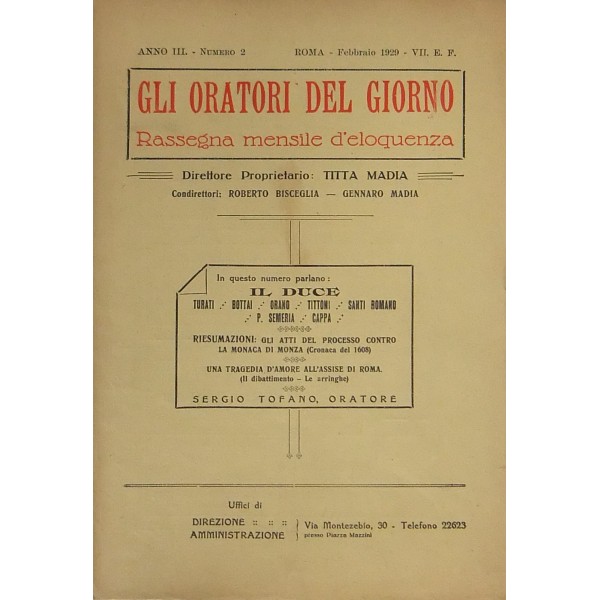 ANNO III. - NUMERO 2 ROMA - Febbraio 1929 - VII. E. F.
GLI ORATORI DEL GIORNO
Rassegna mensile d'eloquenza
Direttore Proprietario: TITTA MADIA
Condirettori: ROBERTO BISCEGLIA — GENNARO MADIA
In questo numero parlano:
IL DUCE
TURATI .·' BOTTAI .·' ORANO .·' TITTONI .·' SANTI ROMANO
.·' P. SEMERIA .·' CAPPA .·'
RIESUMAZIONI: GLI ATTI DEL PROCESSO CONTRO
LA MONACA DI MONZA (Cronaca del 1608)
UNA TRAGEDIA D'AMORE ALL'ASSISE DI ROMA.
(Il dibattimento - Le arringhe)
SERGIO TOFANO, ORATORE
Uffici di
DIREZIONE :: :: ::
AMMINISTRAZIONE
Via Montezebio, 30 - Telefono 22623
presso Piazza Mazzini